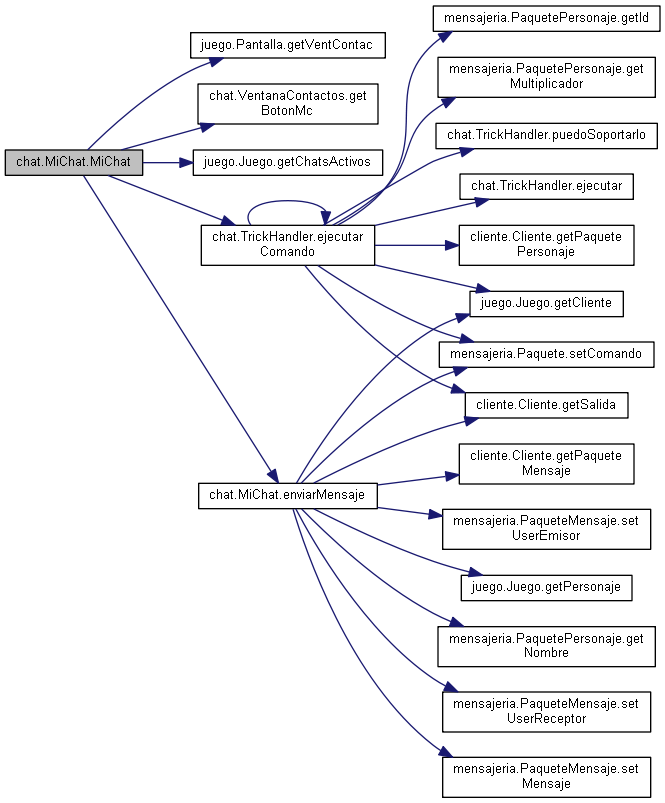 chat.MiChat.MiChat
juego.Pantalla.getVentContac
chat.VentanaContactos.get
BotonMc
juego.Juego.getChatsActivos
chat.TrickHandler.ejecutar
Comando
chat.MiChat.enviarMensaje
mensajeria.PaquetePersonaje.getId
mensajeria.PaquetePersonaje.get
Multiplicador
chat.TrickHandler.puedoSoportarlo
chat.TrickHandler.ejecutar
cliente.Cliente.getPaquete
Personaje
juego.Juego.getCliente
mensajeria.Paquete.setComando
cliente.Cliente.getSalida
cliente.Cliente.getPaquete
Mensaje
mensajeria.PaqueteMensaje.set
UserEmisor
juego.Juego.getPersonaje
mensajeria.PaquetePersonaje.get
Nombre
mensajeria.PaqueteMensaje.set
UserReceptor
mensajeria.PaqueteMensaje.set
Mensaje